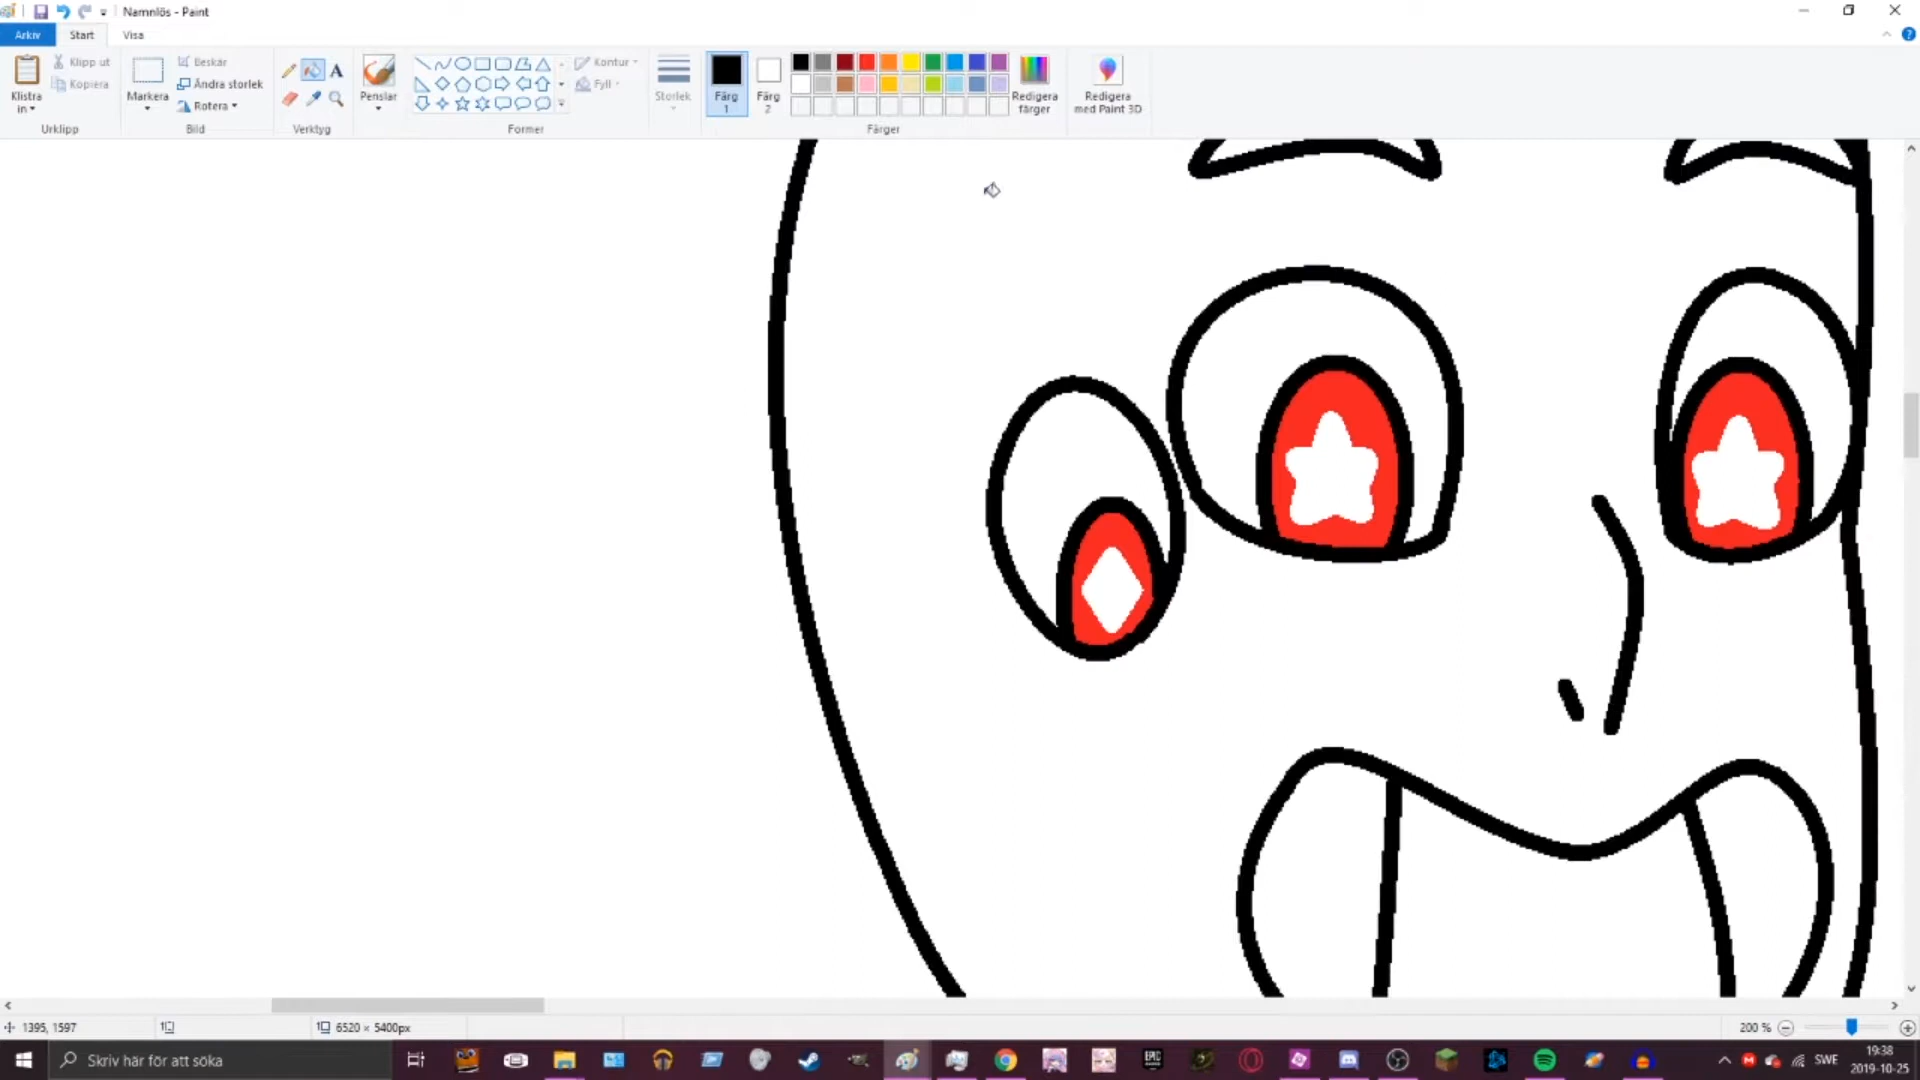 Namnlös - Paint
Arkiv Start Visa
Klistra in
Klipp ut
Kopiera
Urklipp
Markera
Beskär
Ändra storlek
Rotera
Bild
A
Verktyg
Penslar
Kontur
Fyll
Former
Storlek
Färg 1
Färg 2
Färger
Redigera färger
Redigera med Paint 3D
1395, 1597
6520 × 5400px
200 %
Skriv här för att söka
EPIC
SWE
19:38
2019-10-25